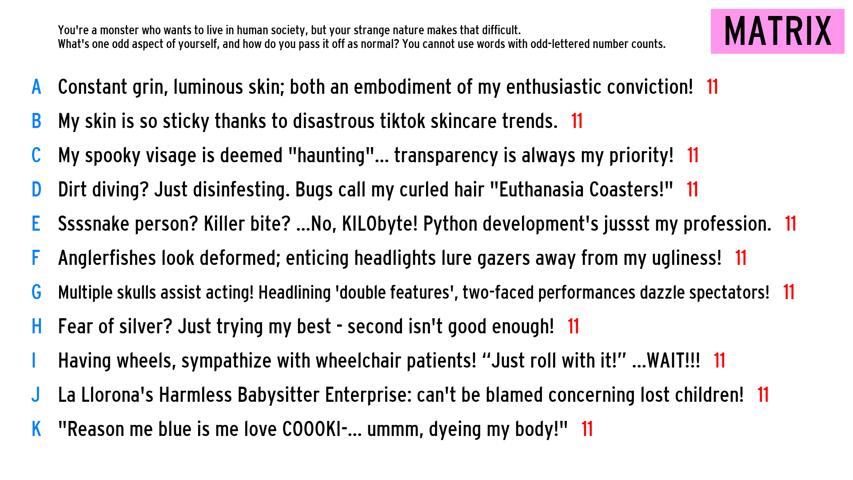 You're a monster who wants to live in human society, but your strange nature makes that difficult.
What's one odd aspect of yourself, and how do you pass it off as normal? You cannot use words with odd-lettered number counts.
MATRIX
A Constant grin, luminous skin; both an embodiment of my enthusiastic conviction! 11
B My skin is so sticky thanks to disastrous tiktok skincare trends. 11
C My spooky visage is deemed "haunting"... transparency is always my priority! 11
D Dirt diving? Just disinfesting. Bugs call my curled hair "Euthanasia Coasters!" 11
E Ssssnake person? Killer bite? ...No, KILObyte! Python development's jussst my profession. 11
F Anglerfishes look deformed; enticing headlights lure gazers away from my ugliness! 11
G Multiple skulls assist acting! Headlining 'double features', two-faced performances dazzle spectators! 11
H Fear of silver? Just trying my best - second isn't good enough! 11
I Having wheels, sympathize with wheelchair patients! “Just roll with it!” ...WAIT!!! 11
J La Llorona's Harmless Babysitter Enterprise: can't be blamed concerning lost children! 11
K "Reason me blue is me love COOOKI-... ummm, dyeing my body!" 11